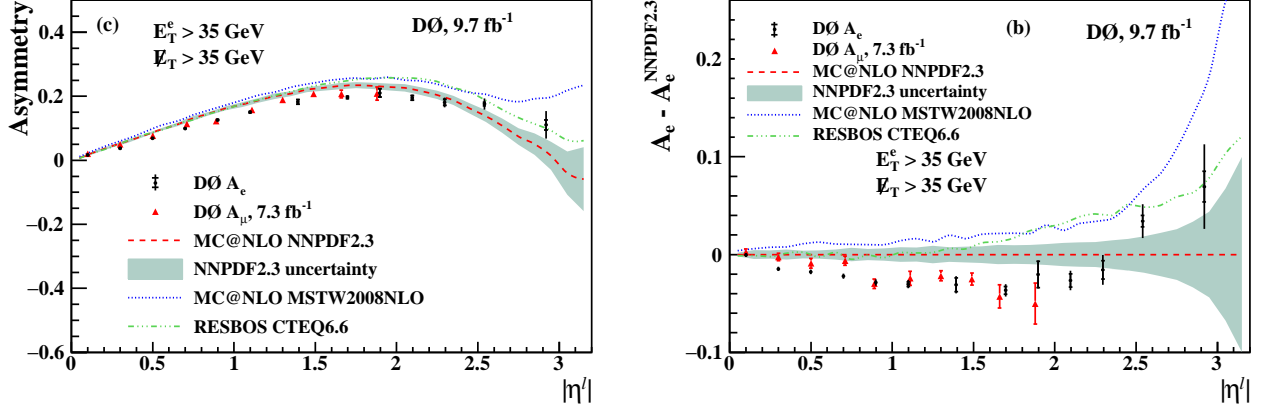 (c)
DØ, 9.7 fb⁻¹
E_T^e > 35 GeV
E̸_T > 35 GeV
Asymmetry
0.4
0.2
0
−0.2
−0.4
−0.6
DØ A_e
DØ A_μ, 7.3 fb⁻¹
MC@NLO NNPDF2.3
NNPDF2.3 uncertainty
MC@NLO MSTW2008NLO
RESBOS CTEQ6.6
0 0.5 1 1.5 2 2.5 3
|η^l|
A_e - A_e^NNPDF2.3
(b)
DØ, 9.7 fb⁻¹
DØ A_e
DØ A_μ, 7.3 fb⁻¹
MC@NLO NNPDF2.3
NNPDF2.3 uncertainty
MC@NLO MSTW2008NLO
RESBOS CTEQ6.6
E_T^e > 35 GeV
E̸_T > 35 GeV
0.2
0.1
0
−0.1
0 0.5 1 1.5 2 2.5 3
|η^l|